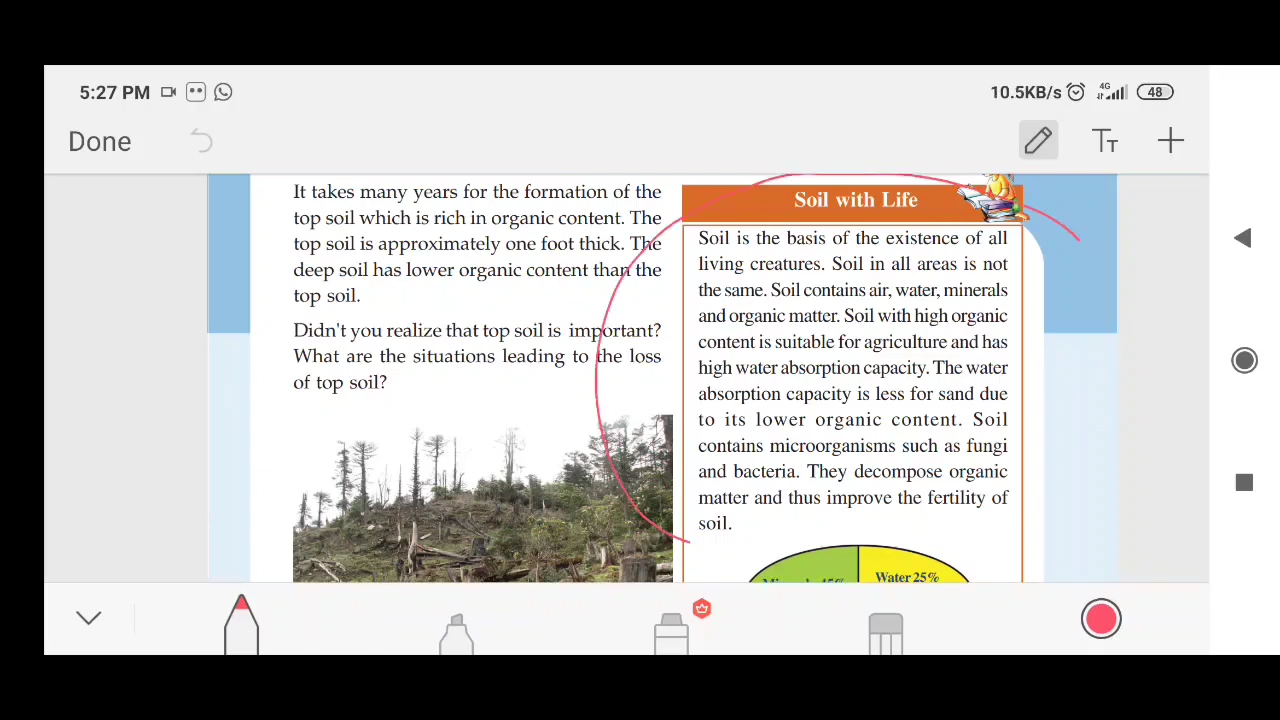 5:27 PM
10.5KB/s 4G 48
Done
TT
It takes many years for the formation of the
top soil which is rich in organic content. The
top soil is approximately one foot thick. The
deep soil has lower organic content than the
top soil.
Didn't you realize that top soil is important?
What are the situations leading to the loss
of top soil?
Soil with Life
Soil is the basis of the existence of all
living creatures. Soil in all areas is not
the same. Soil contains air, water, minerals
and organic matter. Soil with high organic
content is suitable for agriculture and has
high water absorption capacity. The water
absorption capacity is less for sand due
to its lower organic content. Soil
contains microorganisms such as fungi
and bacteria. They decompose organic
matter and thus improve the fertility of
soil.
Minerals 45%
Water 25%